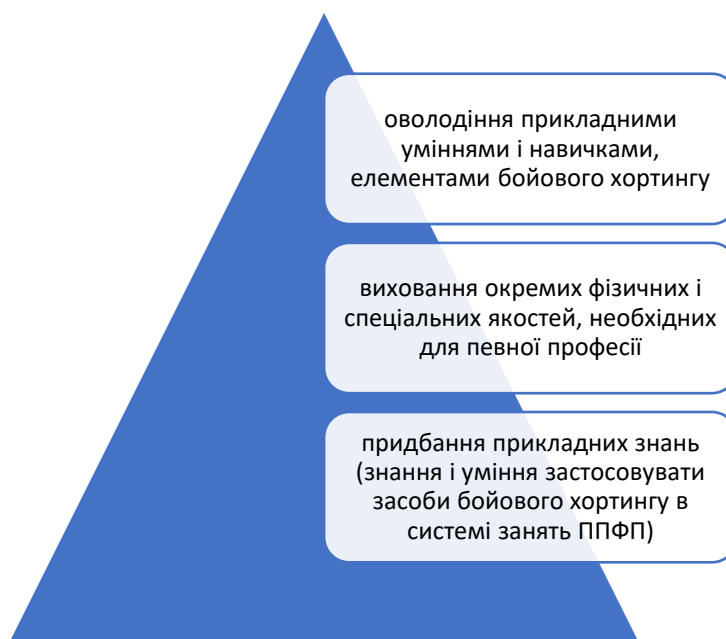 оволодіння прикладними
уміннями і навичками,
елементами бойового хортингу
виховання окремих фізичних і
спеціальних якостей, необхідних
для певної професії
придбання прикладних знань
(знання і уміння застосовувати
засоби бойового хортингу в
системі занять ППФП)